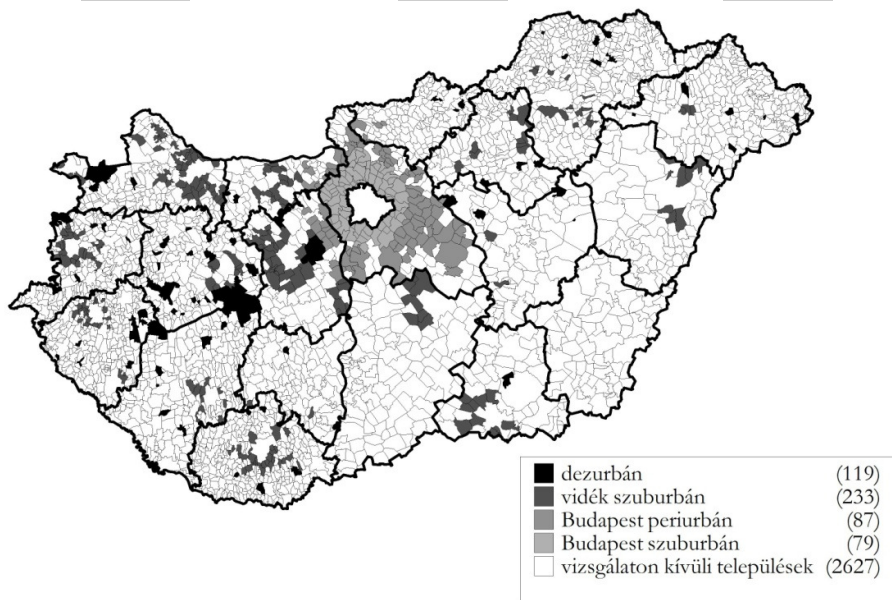 dezurbán (119)
vidék szuburbán (233)
Budapest periurbán (87)
Budapest szuburbán (79)
vizsgálaton kívüli települések (2627)